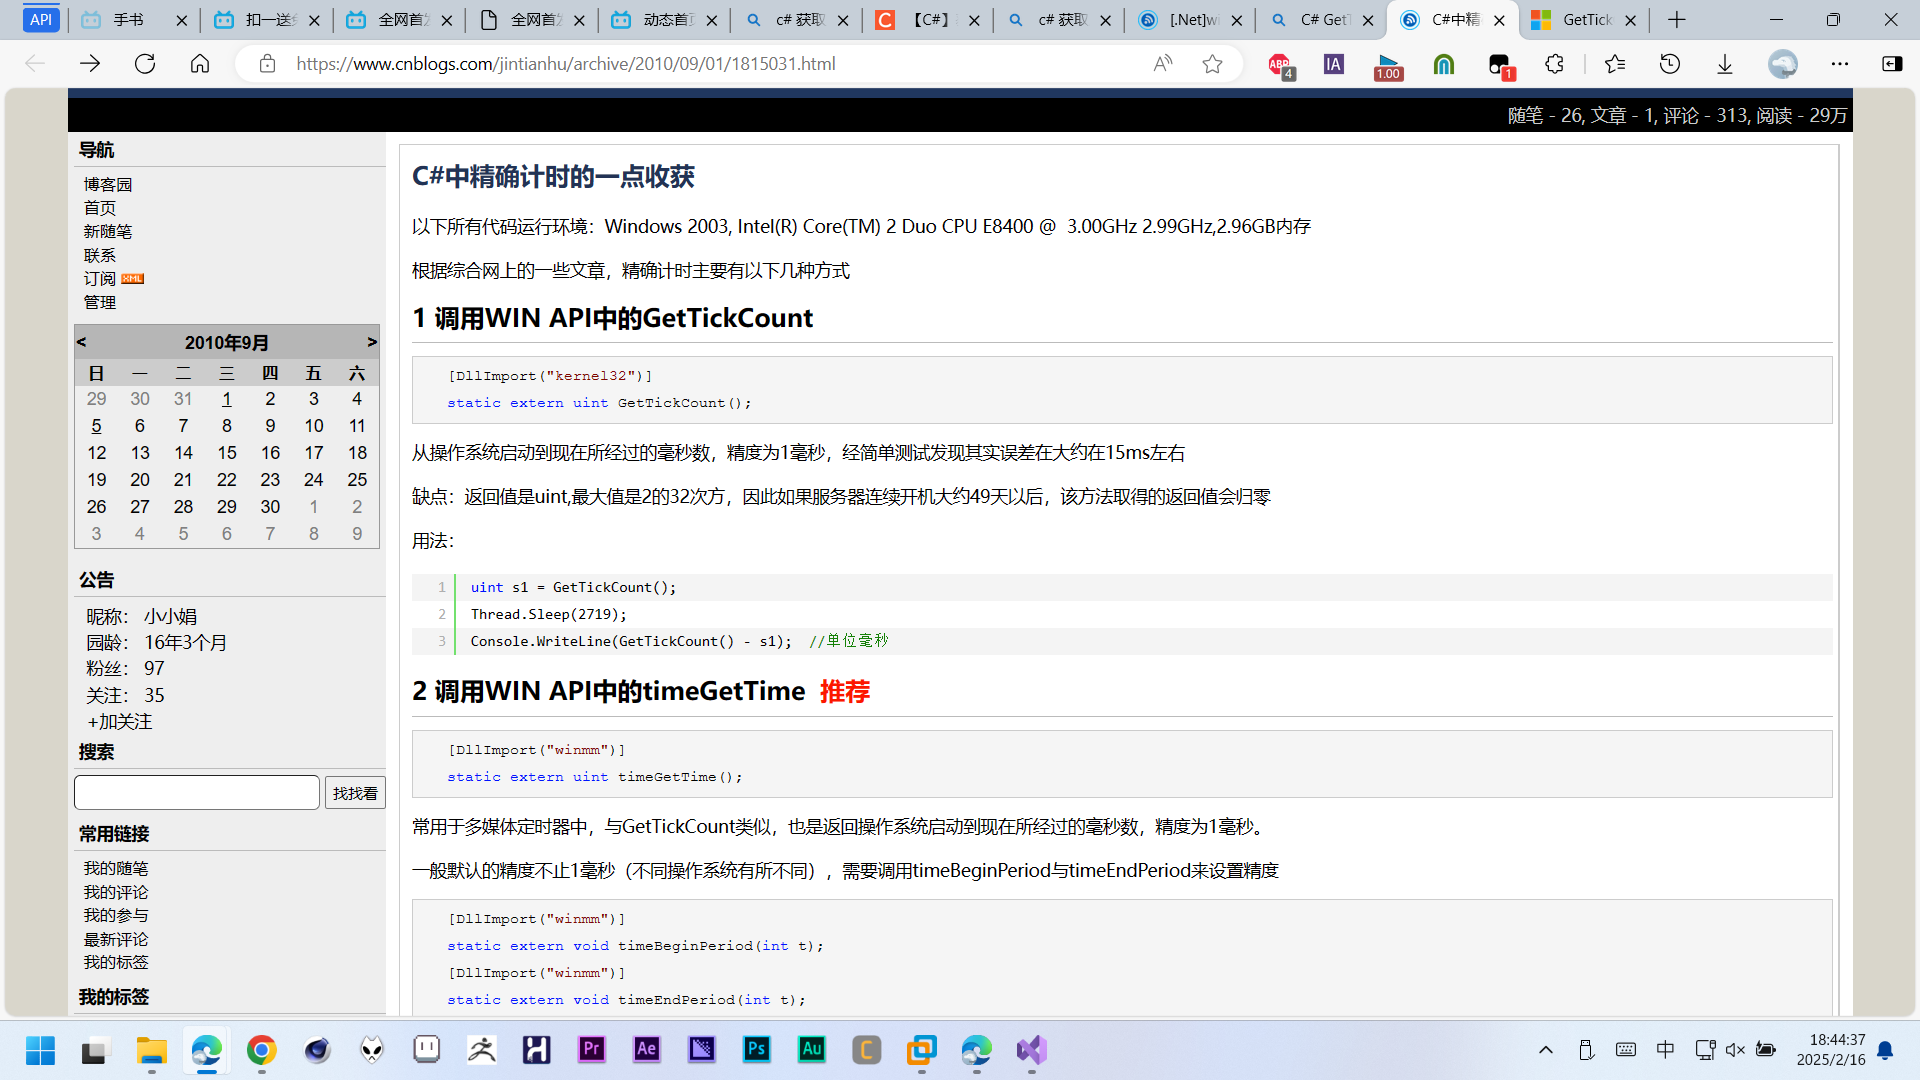 API
手书
扣一送
全网首发
全网首发
动态首页
c# 获取
【C#】
c# 获取
[.Net]wi
C# GetT
C#中精
GetTick
https://www.cnblogs.com/jintianhu/archive/2010/09/01/1815031.html
ABP
4
IA
1.00
1
随笔 - 26, 文章 - 1, 评论 - 313, 阅读 - 29万
导航
博客园
首页
新随笔
联系
订阅 XML
管理
< 2010年9月 >
日 一 二 三 四 五 六
29 30 31 1 2 3 4
5 6 7 8 9 10 11
12 13 14 15 16 17 18
19 20 21 22 23 24 25
26 27 28 29 30 1 2
3 4 5 6 7 8 9
公告
昵称： 小小娟
园龄： 16年3个月
粉丝： 97
关注： 35
+加关注
搜索
找找看
常用链接
我的随笔
我的评论
我的参与
最新评论
我的标签
我的标签
C#中精确计时的一点收获
以下所有代码运行环境：Windows 2003, Intel(R) Core(TM) 2 Duo CPU E8400 @ 3.00GHz 2.99GHz,2.96GB内存
根据综合网上的一些文章，精确计时主要有以下几种方式
1 调用WIN API中的GetTickCount
[DllImport("kernel32")]
static extern uint GetTickCount();
从操作系统启动到现在所经过的毫秒数，精度为1毫秒，经简单测试发现其实误差在大约在15ms左右
缺点：返回值是uint,最大值是2的32次方，因此如果服务器连续开机大约49天以后，该方法取得的返回值会归零
用法：
1 uint s1 = GetTickCount();
2 Thread.Sleep(2719);
3 Console.WriteLine(GetTickCount() - s1); //单位毫秒
2 调用WIN API中的timeGetTime 推荐
[DllImport("winmm")]
static extern uint timeGetTime();
常用于多媒体定时器中，与GetTickCount类似，也是返回操作系统启动到现在所经过的毫秒数，精度为1毫秒。
一般默认的精度不止1毫秒（不同操作系统有所不同），需要调用timeBeginPeriod与timeEndPeriod来设置精度
[DllImport("winmm")]
static extern void timeBeginPeriod(int t);
[DllImport("winmm")]
static extern void timeEndPeriod(int t);
Pr
Ae
Ps
Au
C
中
18:44:37
2025/2/16